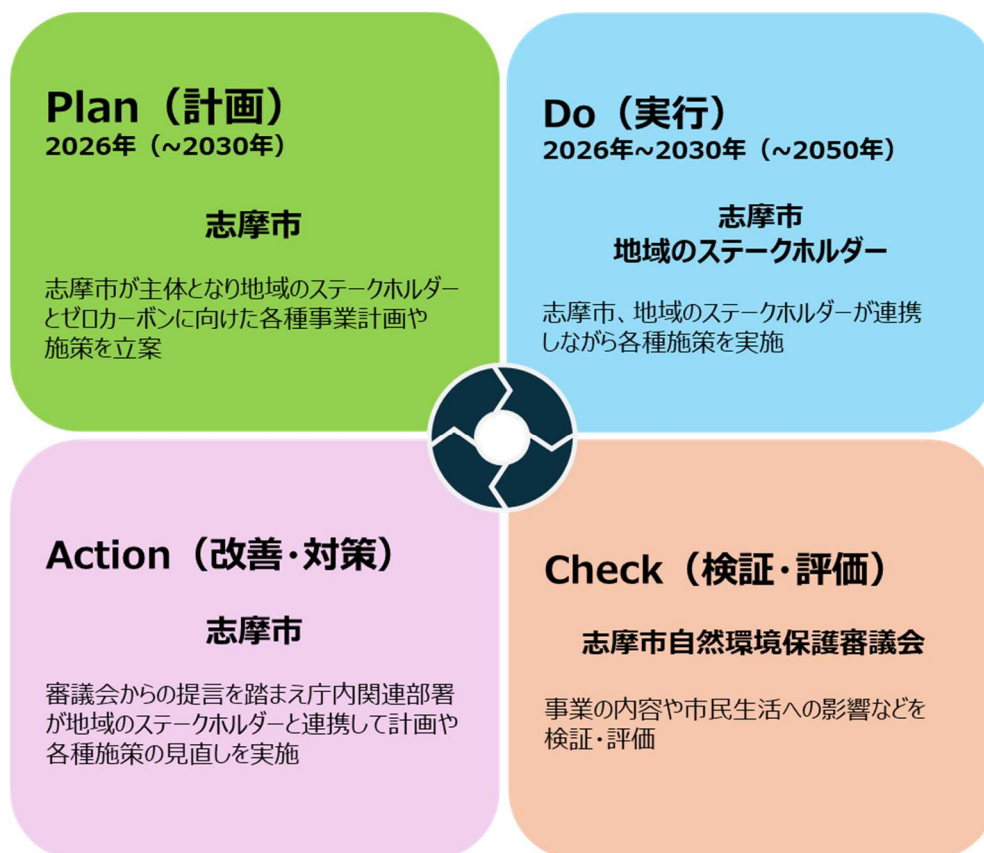 Plan（計画）
2026年（~2030年）
志摩市
志摩市が主体となり地域のステークホルダー
とゼロカーボンに向けた各種事業計画や
施策を立案
Do（実行）
2026年~2030年（~2050年）
志摩市
地域のステークホルダー
志摩市、地域のステークホルダーが連携
しながら各種施策を実施
Action（改善・対策）
志摩市
審議会からの提言を踏まえ庁内関連部署
が地域のステークホルダーと連携して計画や
各種施策の見直しを実施
Check（検証・評価）
志摩市自然環境保護審議会
事業の内容や市民生活への影響などを
検証・評価